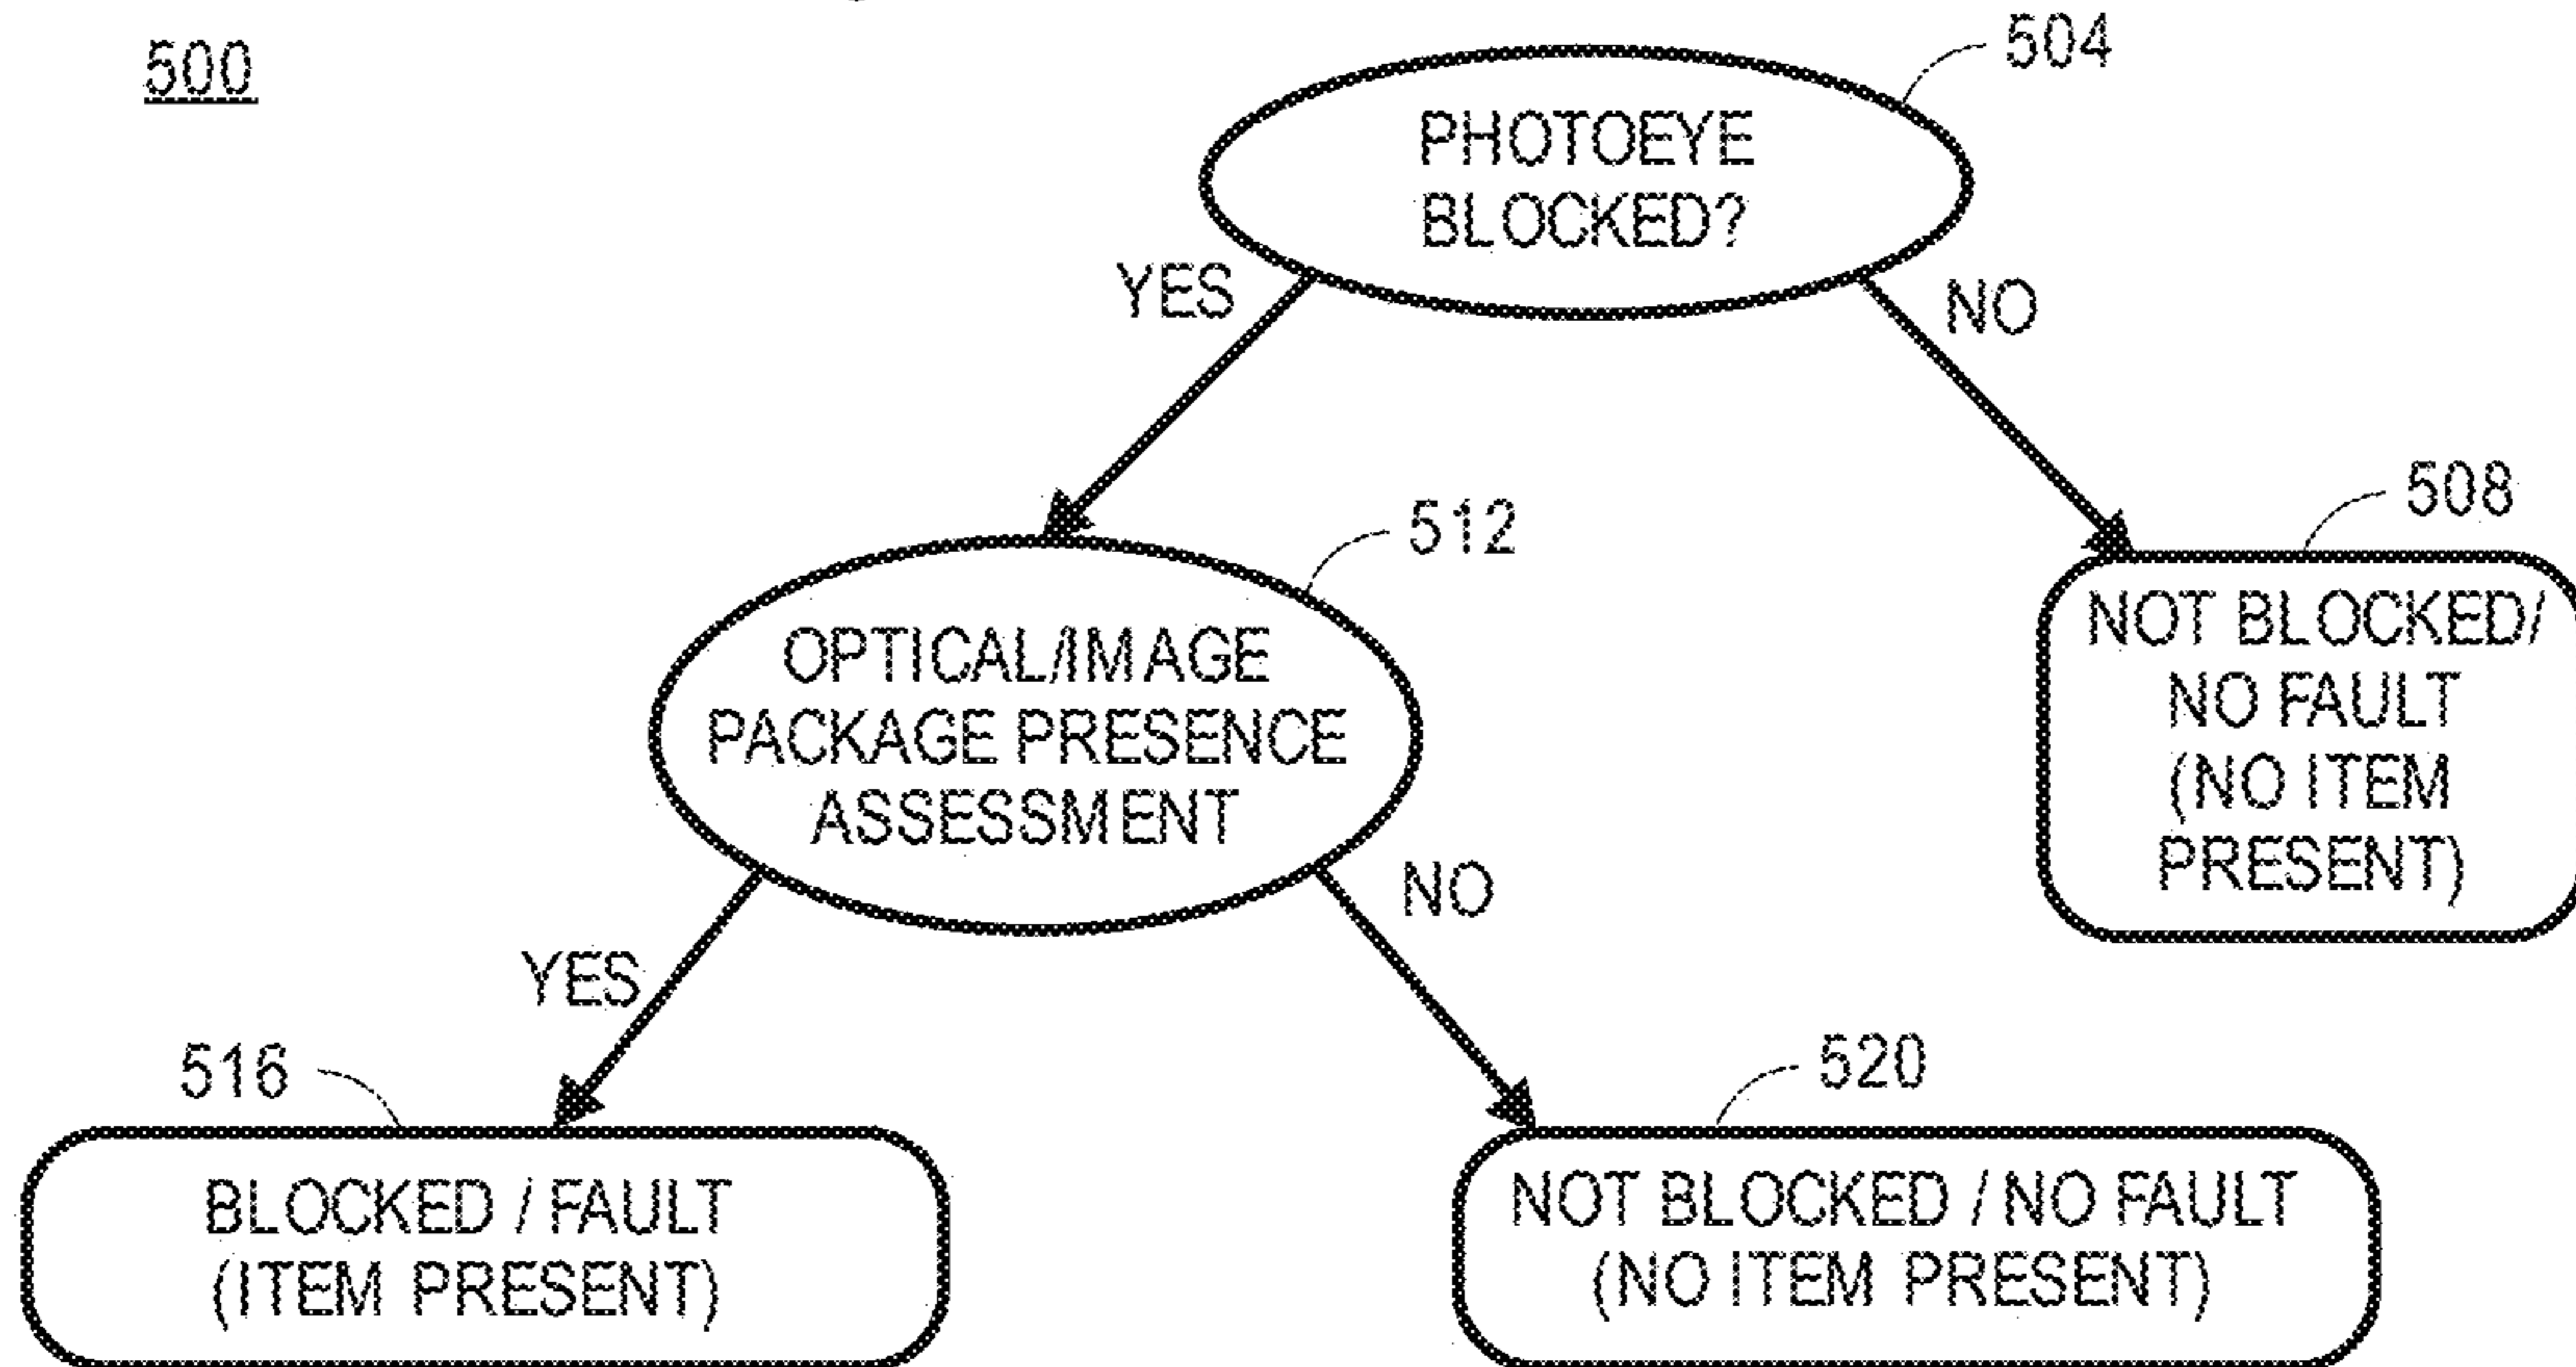 500
504
PHOTOEYE
BLOCKED?
YES
NO
512
508
OPTICAL/IMAGE
PACKAGE PRESENCE
ASSESSMENT
NOT BLOCKED/
NO FAULT
(NO ITEM
PRESENT)
YES
NO
516
520
BLOCKED / FAULT
(ITEM PRESENT)
NOT BLOCKED / NO FAULT
(NO ITEM PRESENT)